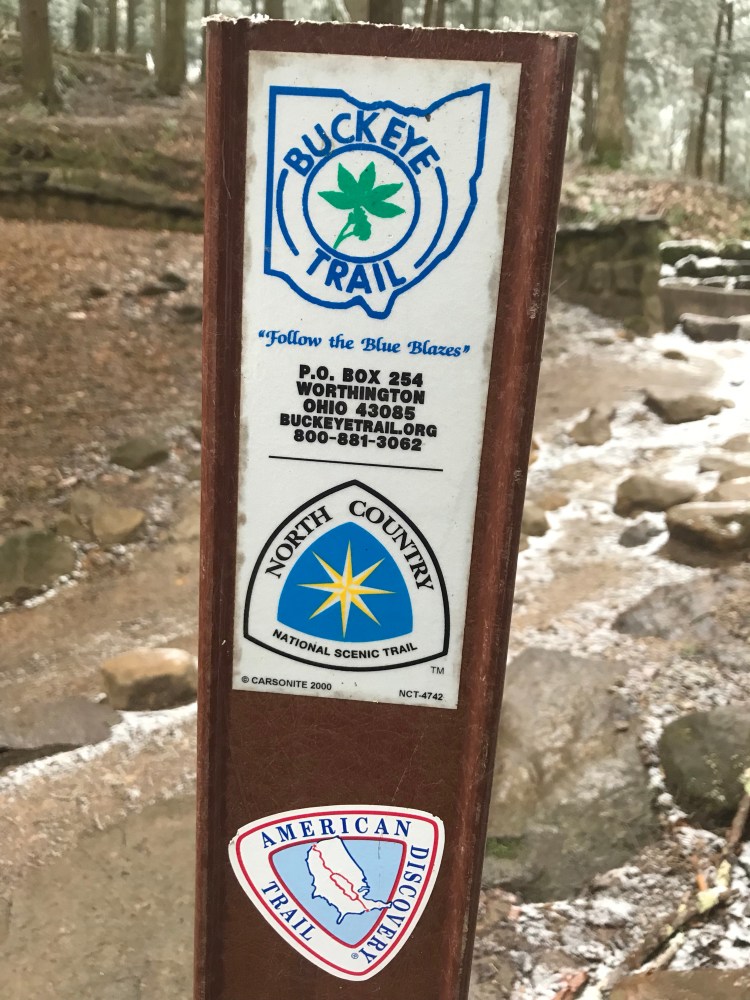 BUCKEYE
TRAIL
"Follow the Blue Blazes"
P.O. BOX 254
WORTHINGTON
OHIO 43085
BUCKEYETRAIL.ORG
800-881-3062
NORTH COUNTRY
NATIONAL SCENIC TRAIL
TM
© CARSONITE 2000 NCT-4742
AMERICAN DISCOVERY
TRAIL
®